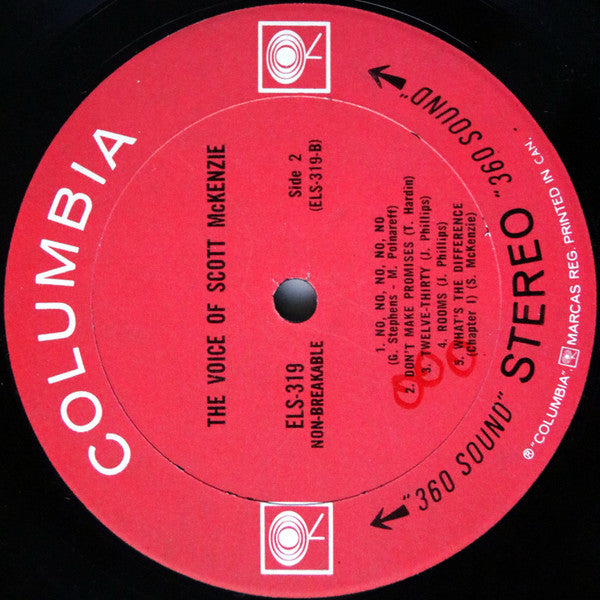 COLUMBIA
THE VOICE OF SCOTT McKENZIE
ELS-319
NON-BREAKABLE
Side 2
(ELS-319-B)
1. NO, NO, NO, NO, NO
(G. Stephens - M. Polnareff)
2. DON'T MAKE PROMISES (T. Hardin)
3. TWELVE-THIRTY (J. Phillips)
4. ROOMS (J. Phillips)
5. WHAT'S THE DIFFERENCE
(Chapter I) (S. McKenzie)
"360 SOUND" STEREO "360 SOUND"
® "COLUMBIA", MARCAS REG. PRINTED IN CAN.